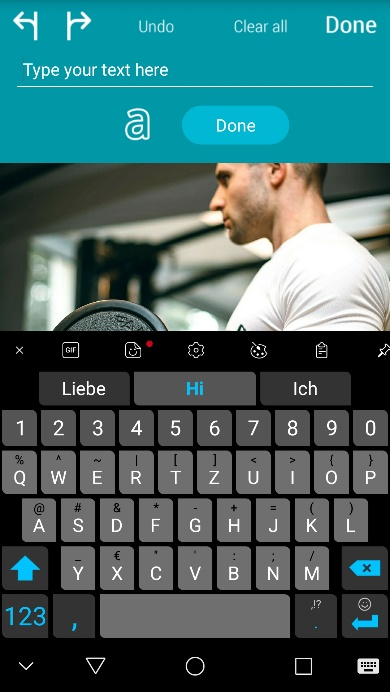 Undo Clear all Done
Type your text here
a Done
GIF
Liebe Hi Ich
1 2 3 4 5 6 7 8 9 0
% ^ ~ | [ ] < > { }
Q W E R T Z U I O P
@ # & * - + = ( )
A S D F G H J K L
_ € " ' : ; /
Y X C V B N M
123 , ,!? .